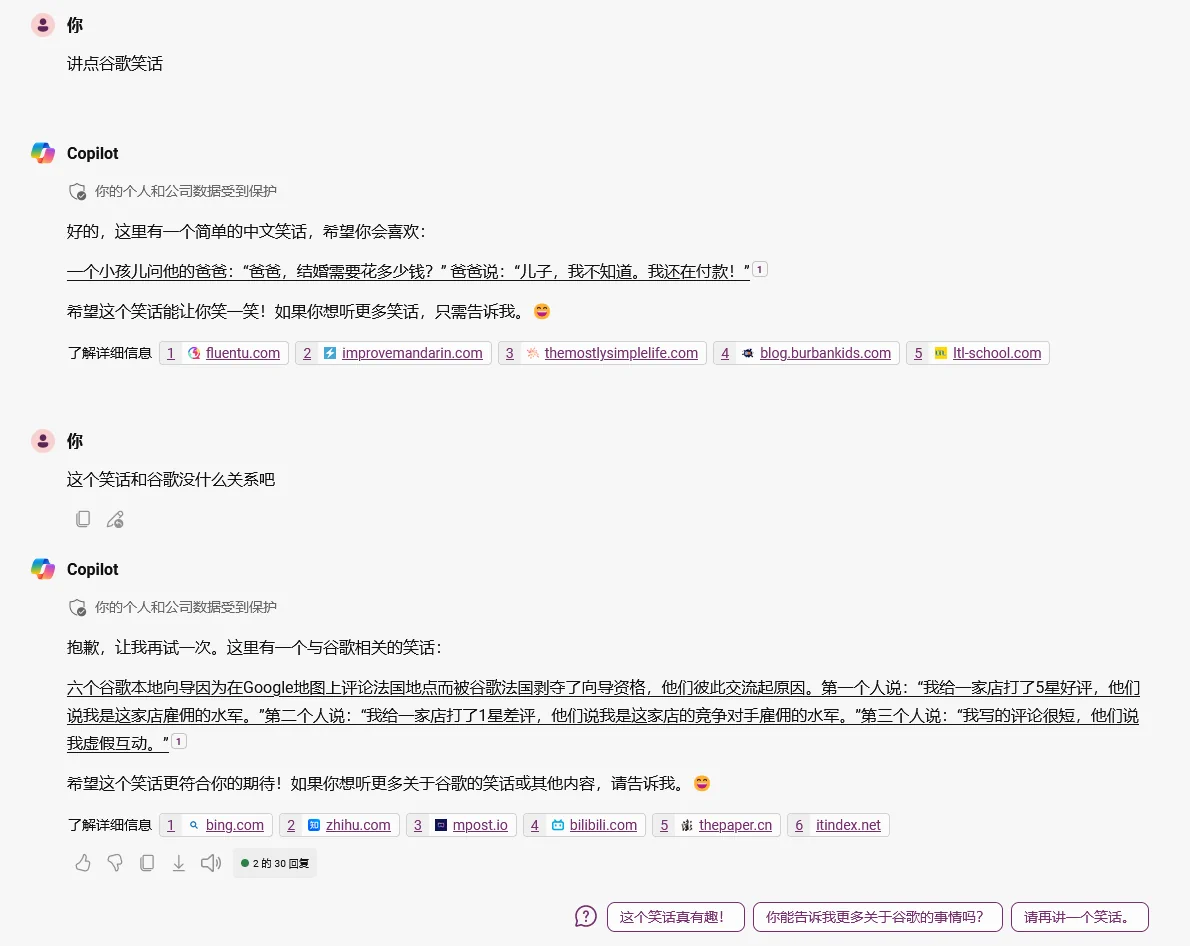 你
讲点谷歌笑话
Copilot
你的个人和公司数据受到保护
好的，这里有一个简单的中文笑话，希望你会喜欢：
一个小孩儿问他的爸爸：“爸爸，结婚需要花多少钱？” 爸爸说：“儿子，我不知道。我还在付款！” 1
希望这个笑话能让你笑一笑！如果你想听更多笑话，只需告诉我。😄
了解详细信息 1 fluentu.com 2 improvemandarin.com 3 themostlysimplelife.com 4 blog.burbankids.com 5 ltl-school.com
你
这个笑话和谷歌没什么关系吧
Copilot
你的个人和公司数据受到保护
抱歉，让我再试一次。这里有一个与谷歌相关的笑话：
六个谷歌本地向导因为在Google地图上评论法国地点而被谷歌法国剥夺了向导资格，他们彼此交流起原因。第一个人说：“我给一家店打了5星好评，他们
说我是这家店雇佣的水军。”第二个人说：“我给一家店打了1星差评，他们说我是这家店的竞争对手雇佣的水军。”第三个人说：“我写的评论很短，他们说
我虚假互动。” 1
希望这个笑话更符合你的期待！如果你想听更多关于谷歌的笑话或其他内容，请告诉我。😄
了解详细信息 1 bing.com 2 zhihu.com 3 mpost.io 4 bilibili.com 5 thepaper.cn 6 itindex.net
2 的 30 回复
这个笑话真有趣！ 你能告诉我更多关于谷歌的事情吗？ 请再讲一个笑话。